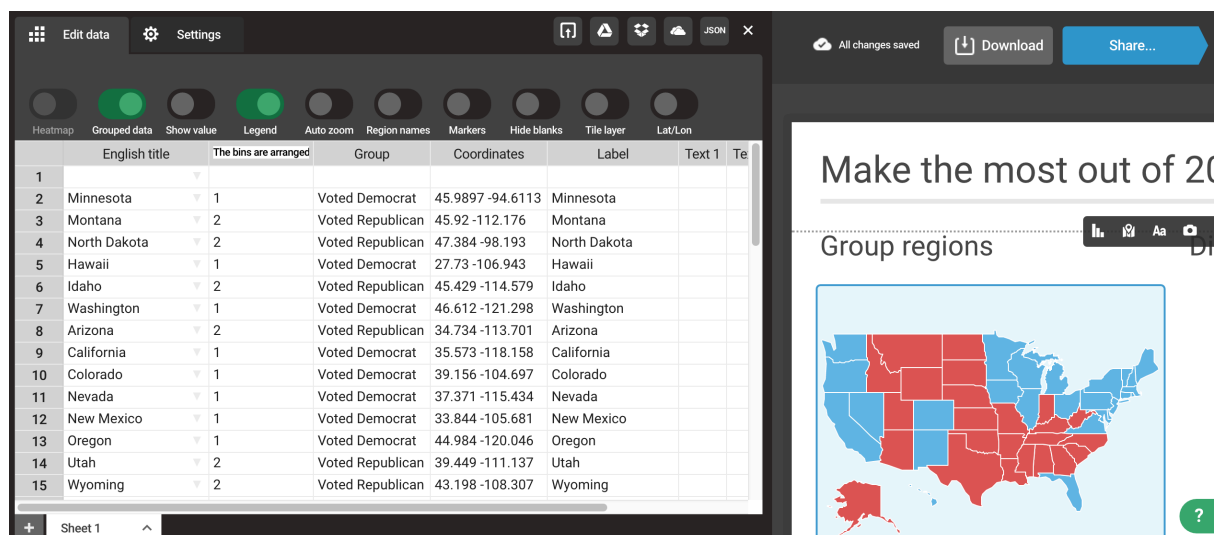 Edit data
Settings
JSON
All changes saved
Download
Share...
Heatmap Grouped data Show value Legend Auto zoom Region names Markers Hide blanks Tile layer Lat/Lon
English title The bins are arranged Group Coordinates Label Text 1 Te
1
2 Minnesota 1 Voted Democrat 45.9897 -94.6113 Minnesota
3 Montana 2 Voted Republican 45.92 -112.176 Montana
4 North Dakota 2 Voted Republican 47.384 -98.193 North Dakota
5 Hawaii 1 Voted Democrat 27.73 -106.943 Hawaii
6 Idaho 2 Voted Republican 45.429 -114.579 Idaho
7 Washington 1 Voted Democrat 46.612 -121.298 Washington
8 Arizona 2 Voted Republican 34.734 -113.701 Arizona
9 California 1 Voted Democrat 35.573 -118.158 California
10 Colorado 1 Voted Democrat 39.156 -104.697 Colorado
11 Nevada 1 Voted Democrat 37.371 -115.434 Nevada
12 New Mexico 1 Voted Democrat 33.844 -105.681 New Mexico
13 Oregon 1 Voted Democrat 44.984 -120.046 Oregon
14 Utah 2 Voted Republican 39.449 -111.137 Utah
15 Wyoming 2 Voted Republican 43.198 -108.307 Wyoming
Sheet 1
Make the most out of 20
Aa
Group regions
Di
?